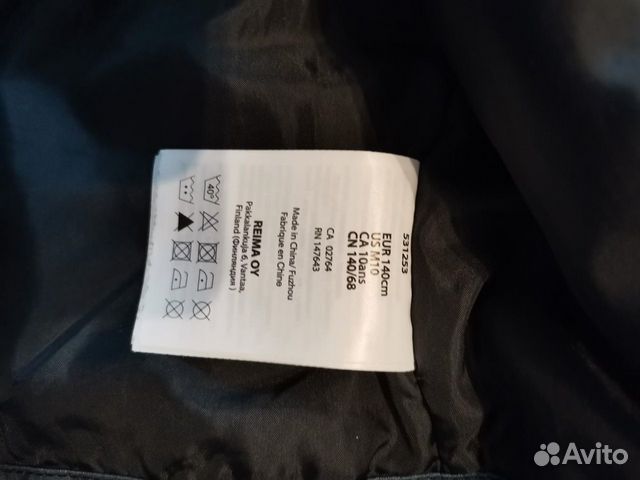 531253
EUR 140cm
US M10
CA 10ans
CN 140/68
CA 02764
RN 147643
Made in China/ Fuzhou
Fabrique en Chine
REIMA OY
Pakkalankuja 6, Vantaa,
Finland (Финляндия)
40°
Avito